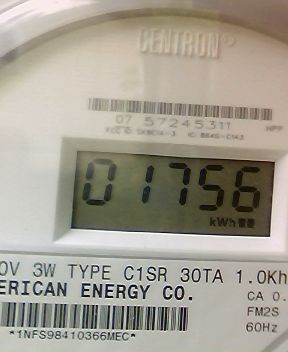 CENTRON®
07 57245311
01756
kWh
0V 3W TYPE C1SR 30TA 1.0Kh
ERICAN ENERGY CO. CA 0.
FM2S
*1NFS98410366MEC* 60Hz